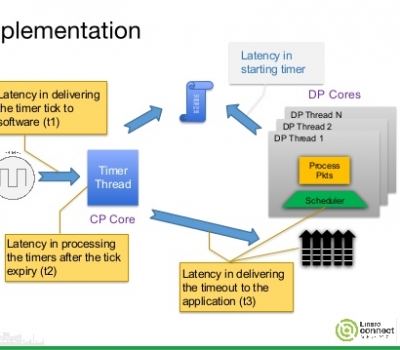 plementation
Latency in delivering
the timer tick to
software (t1)
Latency in
starting timer
DP Cores
DP Thread N
DP Thread 2
DP Thread 1
Process
Pkts
Scheduler
Timer
Thread
CP Core
Latency in processing
the timers after the tick
expiry (t2)
Latency in delivering
the timeout to the
application (t3)
Linaro
connect